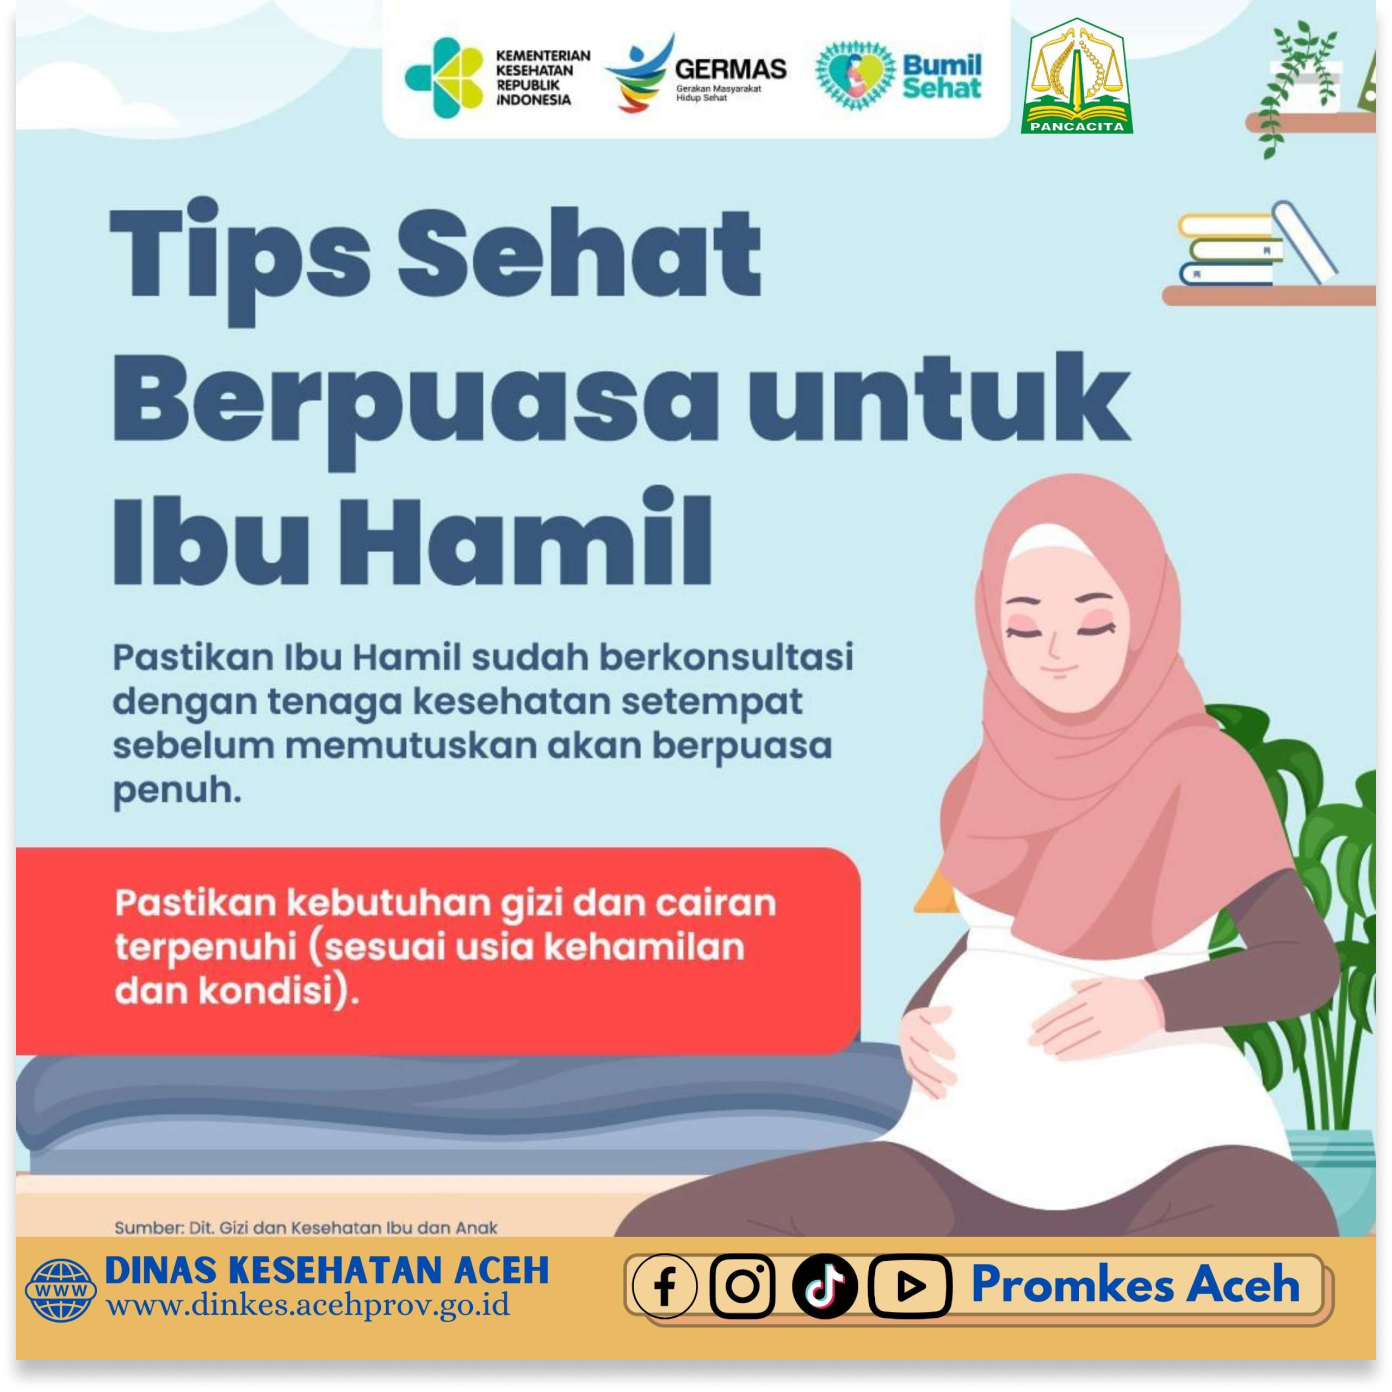 KEMENTERIAN
KESEHATAN
REPUBLIK
INDONESIA
GERMAS
Gerakan Masyarakat
Hidup Sehat
Bumil
Sehat
PANCACITA
Tips Sehat
Berpuasa untuk
Ibu Hamil
Pastikan Ibu Hamil sudah berkonsultasi
dengan tenaga kesehatan setempat
sebelum memutuskan akan berpuasa
penuh.
Pastikan kebutuhan gizi dan cairan
terpenuhi (sesuai usia kehamilan
dan kondisi).
Sumber: Dit. Gizi dan Kesehatan Ibu dan Anak
WWW
DINAS KESEHATAN ACEH
www.dinkes.acehprov.go.id
Promkes Aceh